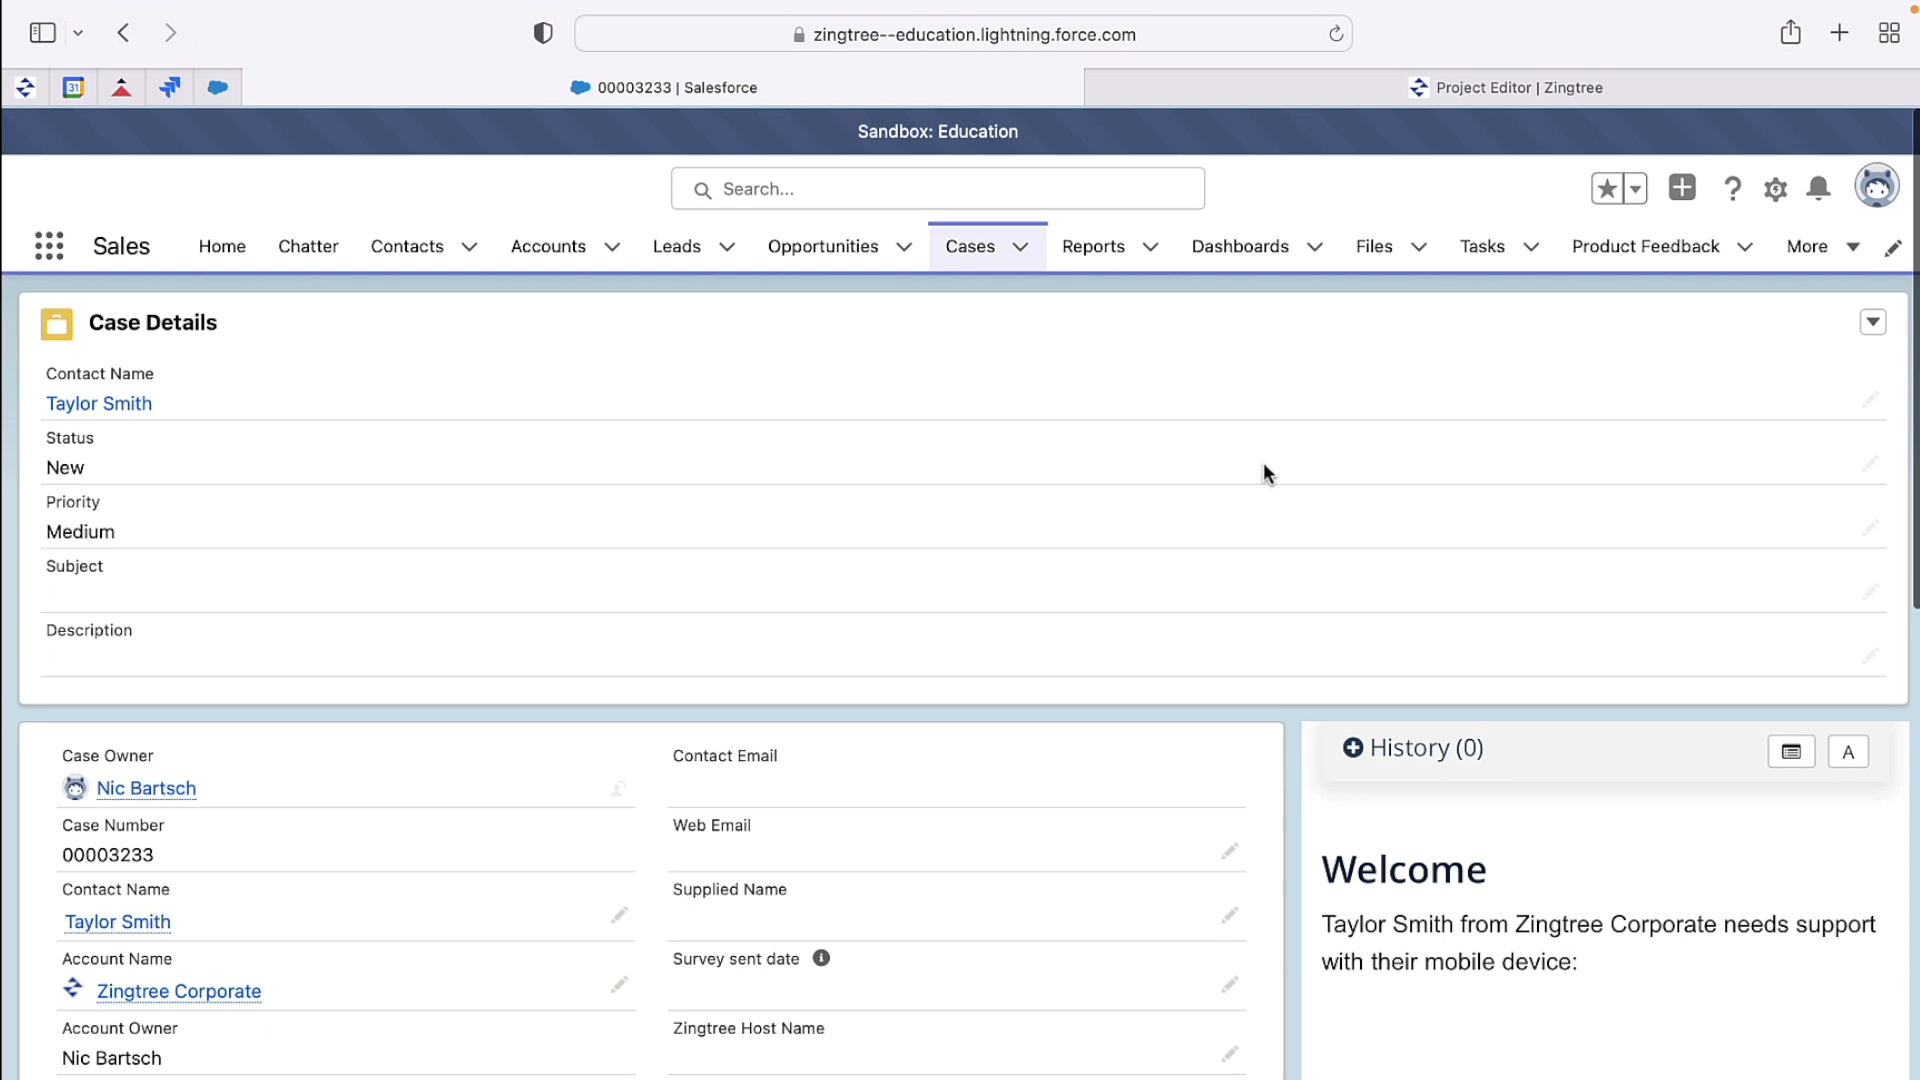 zingtree--education.lightning.force.com
31
00003233 | Salesforce
Project Editor | Zingtree
Sandbox: Education
Search...
Sales
Home
Chatter
Contacts
Accounts
Leads
Opportunities
Cases
Reports
Dashboards
Files
Tasks
Product Feedback
More
Case Details
Contact Name
Taylor Smith
Status
New
Priority
Medium
Subject
Description
Case Owner
Nic Bartsch
Case Number
00003233
Contact Name
Taylor Smith
Account Name
Zingtree Corporate
Account Owner
Nic Bartsch
Contact Email
Web Email
Supplied Name
Survey sent date
Zingtree Host Name
History (0)
A
Welcome
Taylor Smith from Zingtree Corporate needs support
with their mobile device: